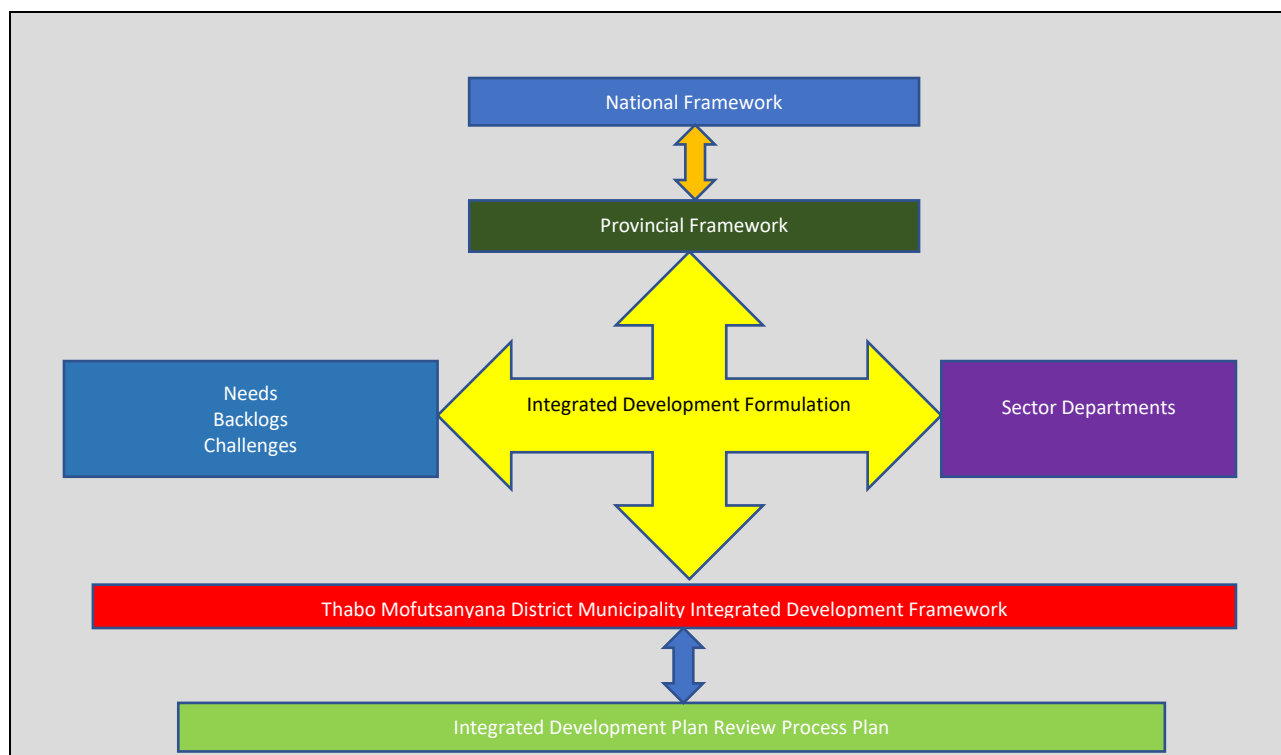 National Framework
Provincial Framework
Needs
Backlogs
Challenges
Integrated Development Formulation
Sector Departments
Thabo Mofutsanyana District Municipality Integrated Development Framework
Integrated Development Plan Review Process Plan